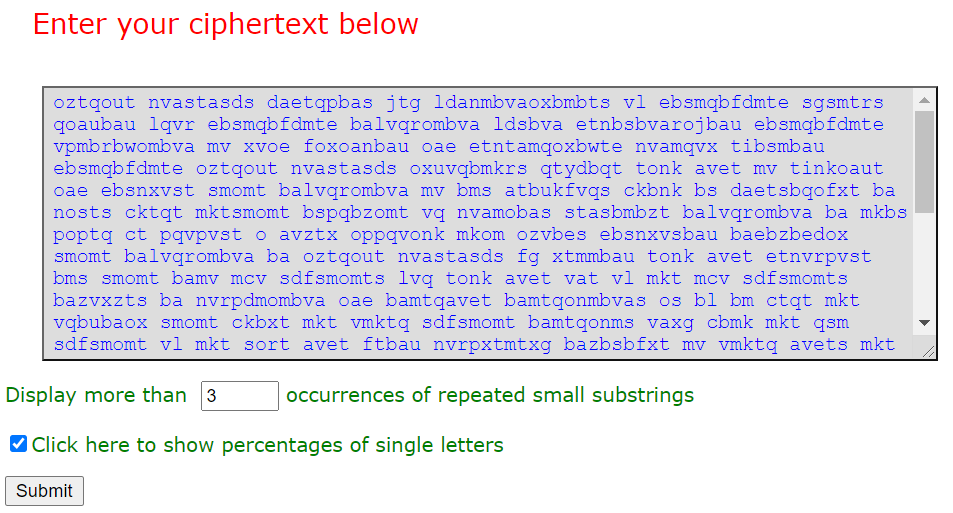 Enter your ciphertext below
oztqout nvastasds daetqpbas jtg ldanmbvaoxbmbts vl ebsmqbfdmte sgsmtrs
qoaubau lqvr ebsmqbfdmte balvqrombva ldsbva etnbsbvarojbau ebsmqbfdmte
vpmbrbwombva mv xvoe foxoanbau oae etntamqoxbwte nvamqvx tibsmbau
ebsmqbfdmte oztqout nvastasds oxuvqbmkrs qtydbqt tonk avet mv tinkoaut
oae ebsnxvst smomt balvqrombva mv bms atbukfvqs ckbnk bs daetsbqofxt ba
nosts cktqt mktsmomt bspqbzomt vq nvamobas stasbmbzt balvqrombva ba mkbs
poptq ct pqvpvst o avztx oppqvonk mkom ozvbes ebsnxvsbau baebzbedox
smomt balvqrombva ba oztqout nvastasds fg xtmmbau tonk avet etnvrpvst
bms smomt bamv mcv sdfsmomts lvq tonk avet vat vl mkt mcv sdfsmomts
bazvxzts ba nvrpdmombva oae bamtqavet bamtqonmbvas os bl bm ctqt mkt
vqbubaox smomt ckbxt mkt vmktq sdfsmomt bamtqonms vaxg cbmk mkt qsm
sdfsmomt vl mkt sort avet ftbau nvrpxtmtxg bazbsbfxt mv vmktq avets mkt
Display more than 3 occurrences of repeated small substrings
Click here to show percentages of single letters
Submit